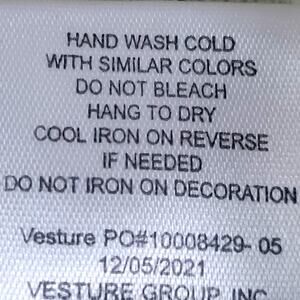 HAND WASH COLD
WITH SIMILAR COLORS
DO NOT BLEACH
HANG TO DRY
COOL IRON ON REVERSE
IF NEEDED
DO NOT IRON ON DECORATION
Vesture PO#10008429- 05
12/05/2021
VESTURE GROUP, INC